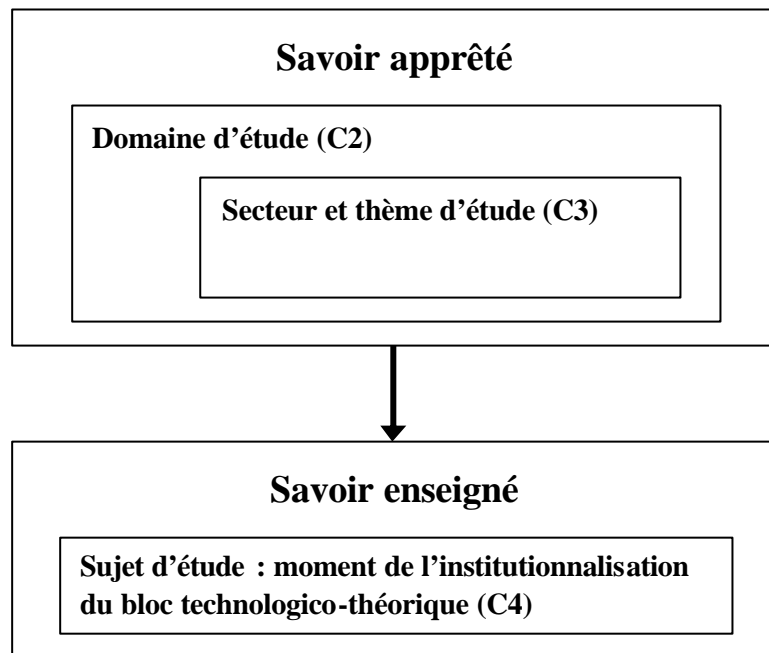 Savoir apprêté
Domaine d'étude (C2)
Secteur et thème d'étude (C3)
Savoir enseigné
Sujet d'étude : moment de l'institutionnalisation
du bloc technologico-théorique (C4)